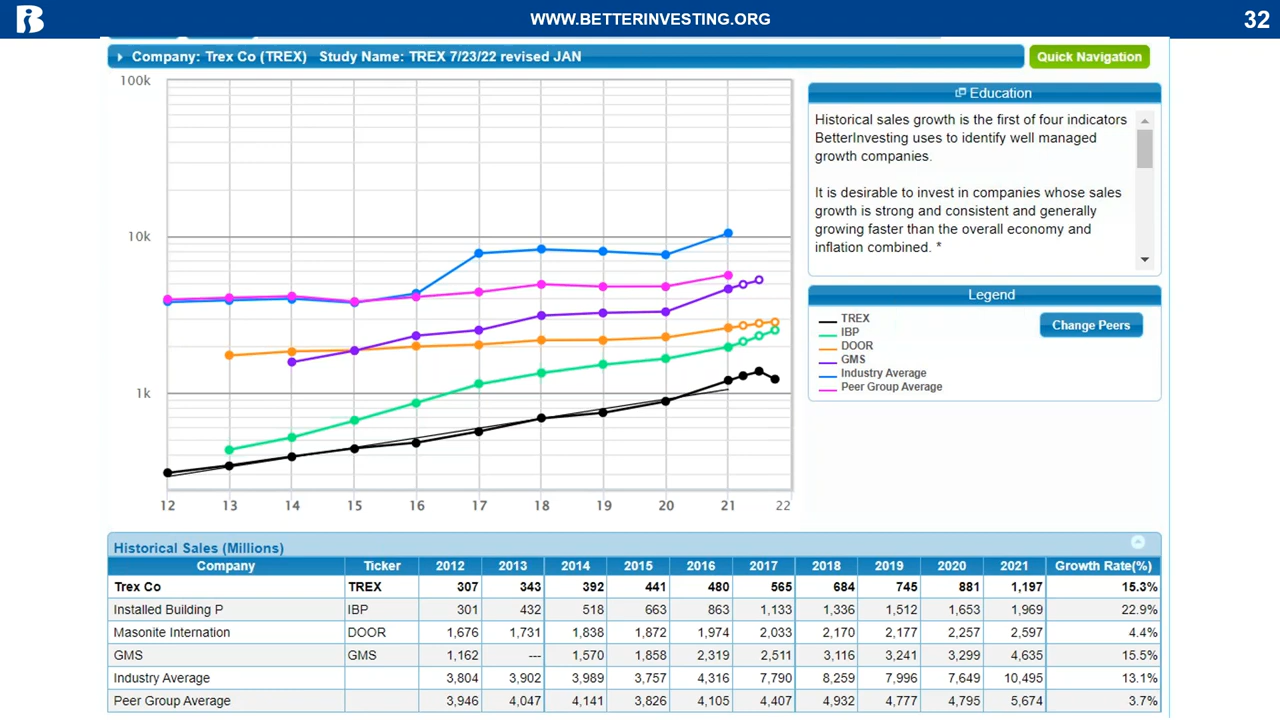 WWW.BETTERINVESTING.ORG
32
Company: Trex Co (TREX) Study Name: TREX 7/23/22 revised JAN
Quick Navigation
100k
10k
1k
12 13 14 15 16 17 18 19 20 21 22
Education
Historical sales growth is the first of four indicators
BetterInvesting uses to identify well managed
growth companies.
It is desirable to invest in companies whose sales
growth is strong and consistent and generally
growing faster than the overall economy and
inflation combined. *
Legend
TREX
IBP
DOOR
GMS
Industry Average
Peer Group Average
Change Peers
Historical Sales (Millions)
Company Ticker 2012 2013 2014 2015 2016 2017 2018 2019 2020 2021 Growth Rate(%)
Trex Co TREX 307 343 392 441 480 565 684 745 881 1,197 15.3%
Installed Building P IBP 301 432 518 663 863 1,133 1,336 1,512 1,653 1,969 22.9%
Masonite Internation DOOR 1,676 1,731 1,838 1,872 1,974 2,033 2,170 2,177 2,257 2,597 4.4%
GMS GMS 1,162 --- 1,570 1,858 2,319 2,511 3,116 3,241 3,299 4,635 15.5%
Industry Average 3,804 3,902 3,989 3,757 4,316 7,790 8,259 7,996 7,649 10,495 13.1%
Peer Group Average 3,946 4,047 4,141 3,826 4,105 4,407 4,932 4,777 4,795 5,674 3.7%